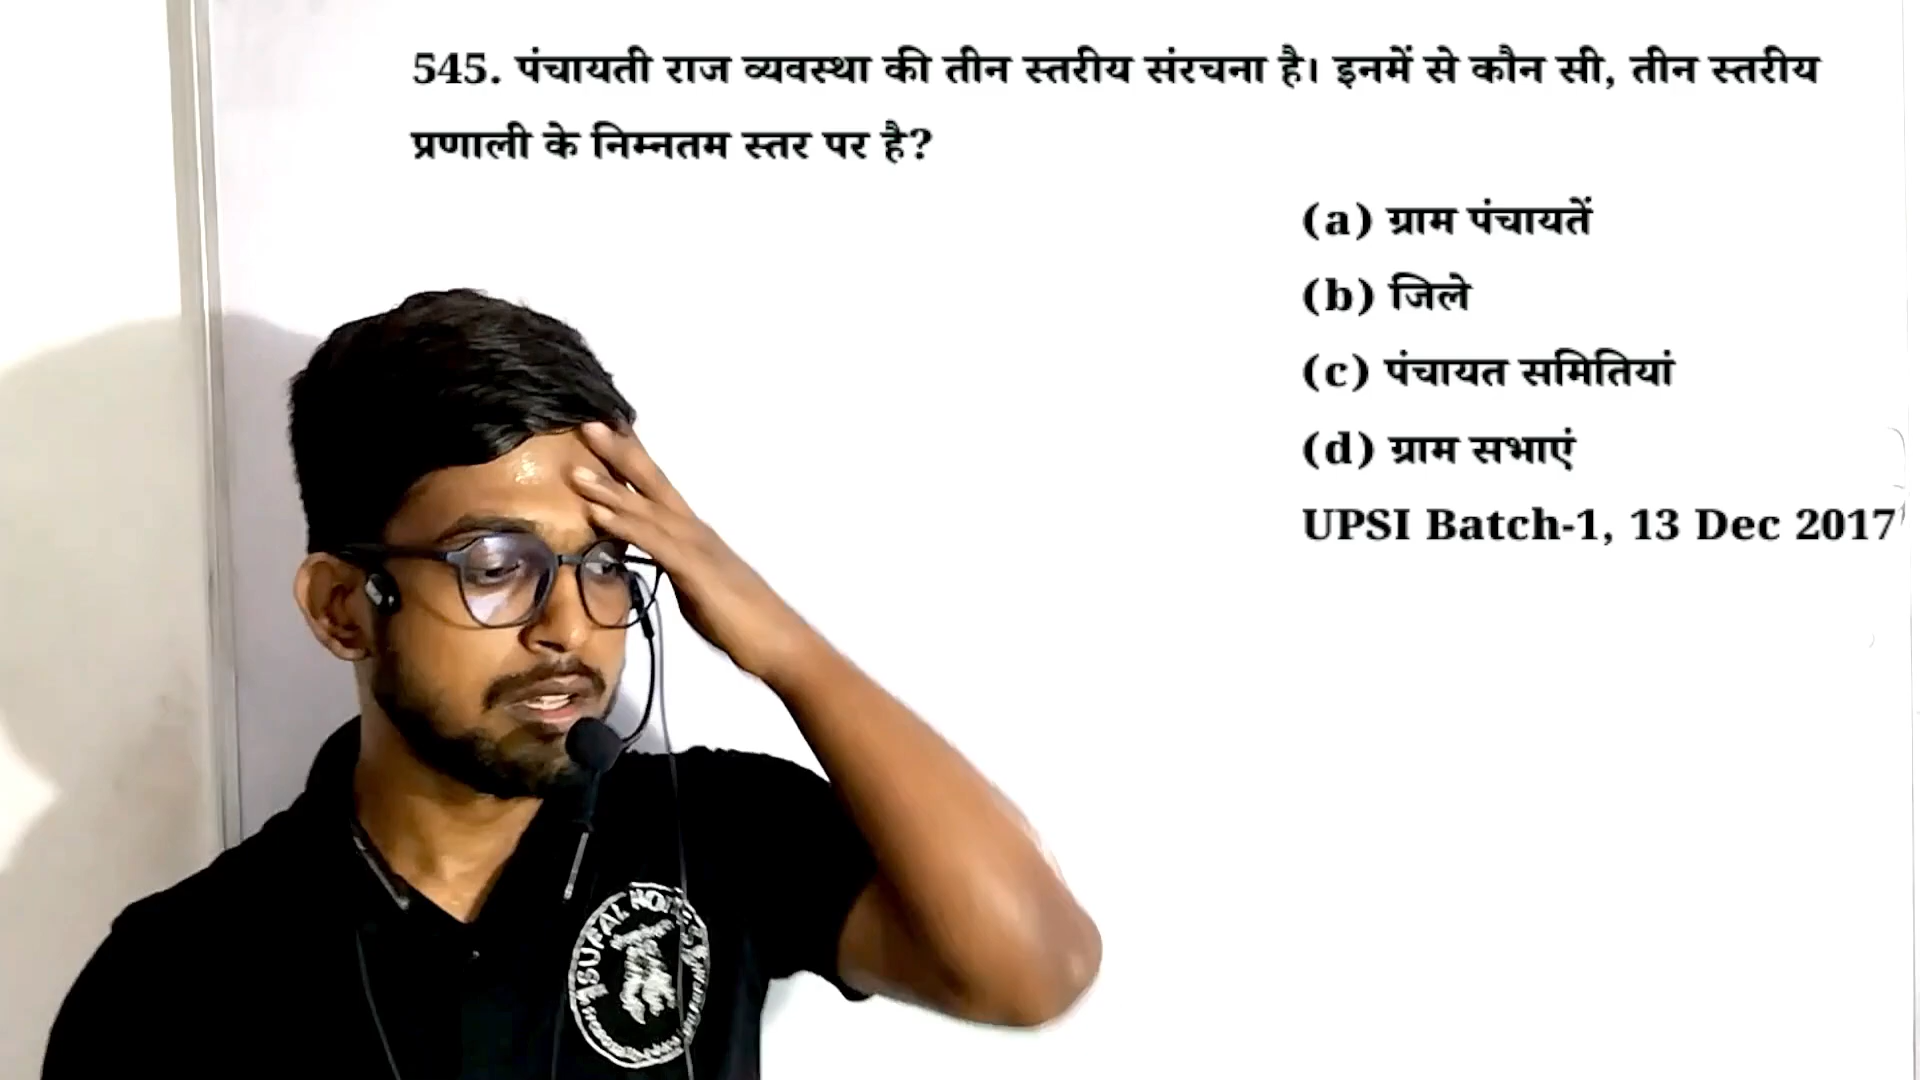 545. पंचायती राज व्यवस्था की तीन स्तरीय संरचना है। इनमें से कौन सी, तीन स्तरीय
प्रणाली के निम्नतम स्तर पर है?
(a) ग्राम पंचायतें
(b) जिले
(c) पंचायत समितियां
(d) ग्राम सभाएं
UPSI Batch-1, 13 Dec 2017